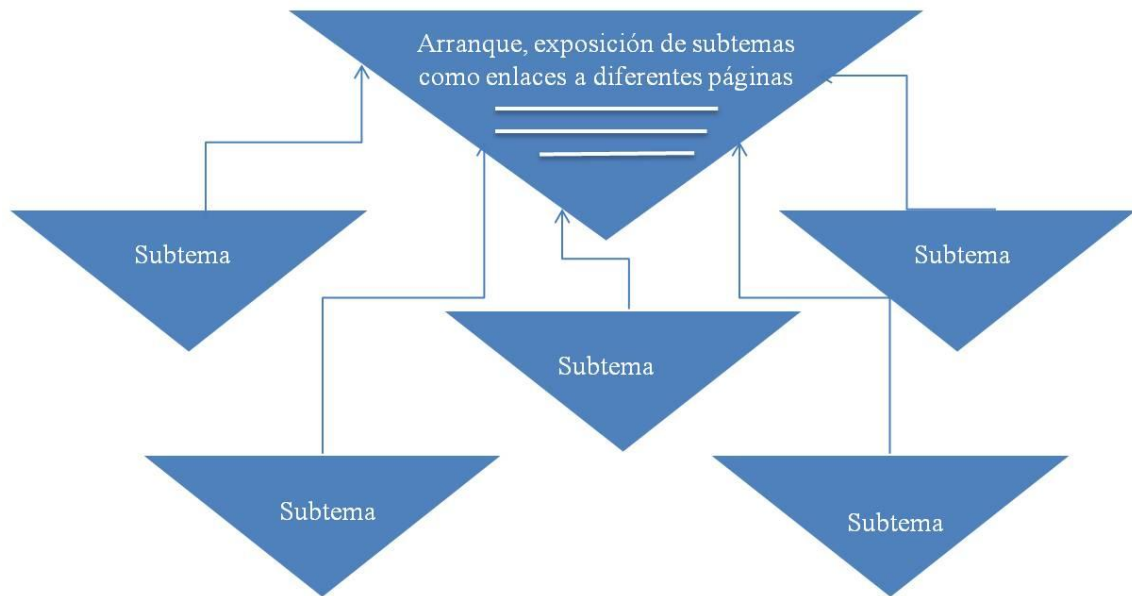 Arranque, exposición de subtemas
como enlaces a diferentes páginas
Subtema
Subtema
Subtema
Subtema
Subtema